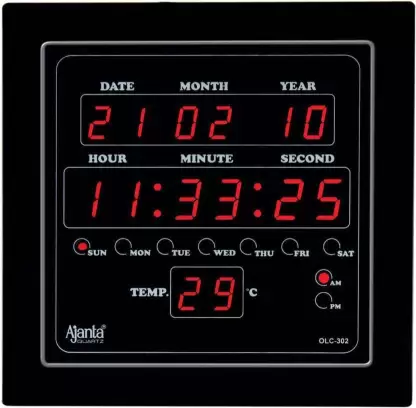 DATE MONTH YEAR
21 02 10
HOUR MINUTE SECOND
11:33:25
SUN MON TUE WED THU FRI SAT
TEMP. 29 °C
AM
PM
Ajanta
QUARTZ
OLC-302